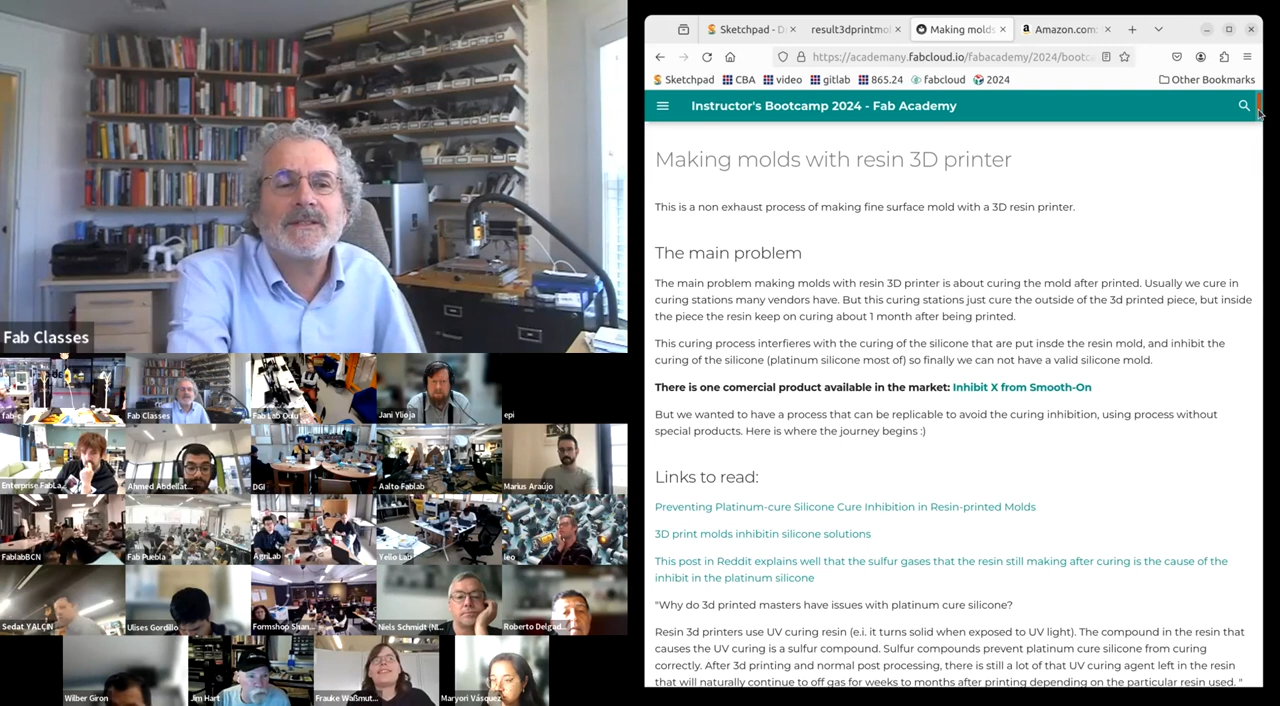 Fab Classes
fab-c
Fab Classes
Fab Lab Oulu
Jani Ylioja
epi
Enterprise FabLa...
Ahmed Abdellat...
DGI
Aalto Fablab
Marius Araújo
FablabBCN
Fab Puebla
AgriLab
Yello Lab
leo
Sedat YALÇIN
Ulises Gordillo
Formshop Shan...
Niels Schmidt (NI...
Roberto Delgad...
Wilber Giron
Jim Hart
Frauke Waßmut...
Maryori Vásquez
Sketchpad - D
result3dprintmo
Making molds
Amazon.com:
https://academany.fabcloud.io/fabacademy/2024/bootca
Sketchpad CBA video gitlab 865.24 fabcloud 2024 Other Bookmarks
Instructor's Bootcamp 2024 - Fab Academy
Making molds with resin 3D printer
This is a non exhaust process of making fine surface mold with a 3D resin printer.
The main problem
The main problem making molds with resin 3D printer is about curing the mold after printed. Usually we cure in
curing stations many vendors have. But this curing stations just cure the outside of the 3d printed piece, but inside
the piece the resin keep on curing about 1 month after being printed.
This curing process interfieres with the curing of the silicone that are put insde the resin mold, and inhibit the
curing of the silicone (platinum silicone most of) so finally we can not have a valid silicone mold.
There is one comercial product available in the market: Inhibit X from Smooth-On
But we wanted to have a process that can be replicable to avoid the curing inhibition, using process without
special products. Here is where the journey begins :)
Links to read:
Preventing Platinum-cure Silicone Cure Inhibition in Resin-printed Molds
3D print molds inhibitin silicone solutions
This post in Reddit explains well that the sulfur gases that the resin still making after curing is the cause of the
inhibit in the platinum silicone
"Why do 3d printed masters have issues with platinum cure silicone?
Resin 3d printers use UV curing resin (e.i. it turns solid when exposed to UV light). The compound in the resin that
causes the UV curing is a sulfur compound. Sulfur compounds prevent platinum cure silicone from curing
correctly. After 3d printing and normal post processing, there is still a lot of that UV curing agent left in the resin
that will naturally continue to off gas for weeks to months after printing depending on the particular resin used. "